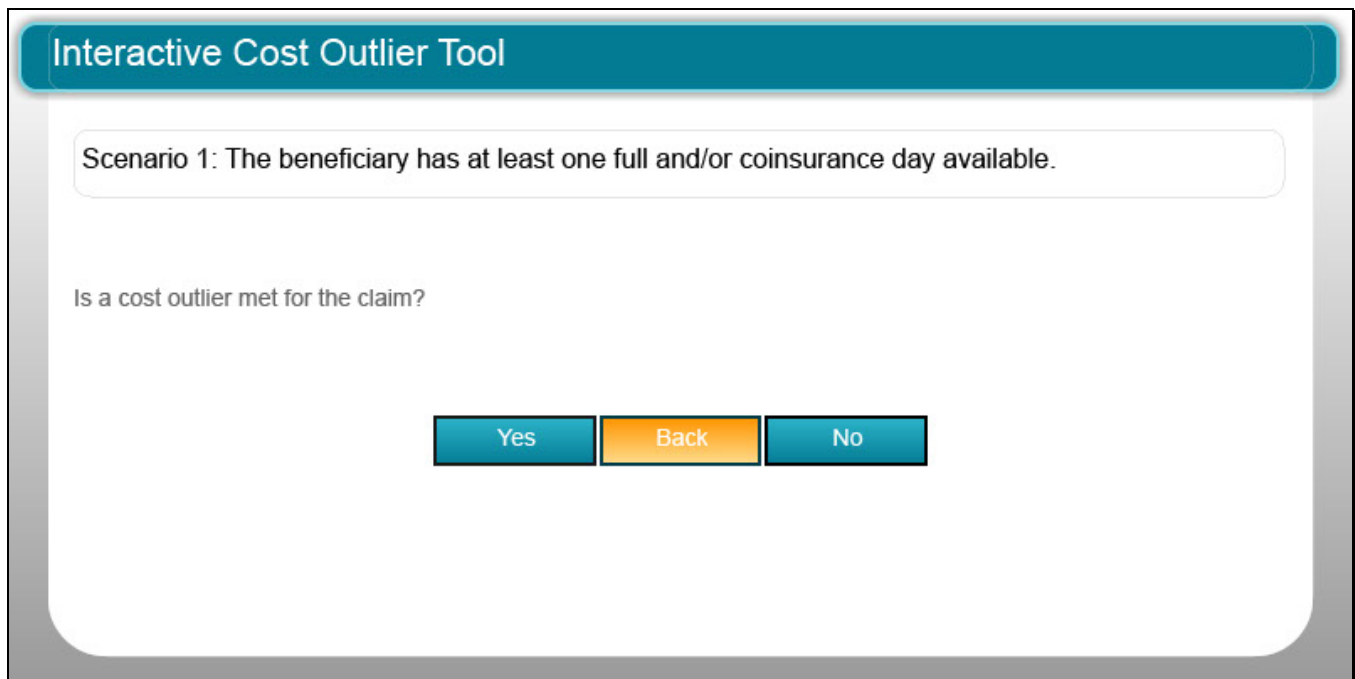 Interactive Cost Outlier Tool
Scenario 1: The beneficiary has at least one full and/or coinsurance day available.
Is a cost outlier met for the claim?
Yes Back No